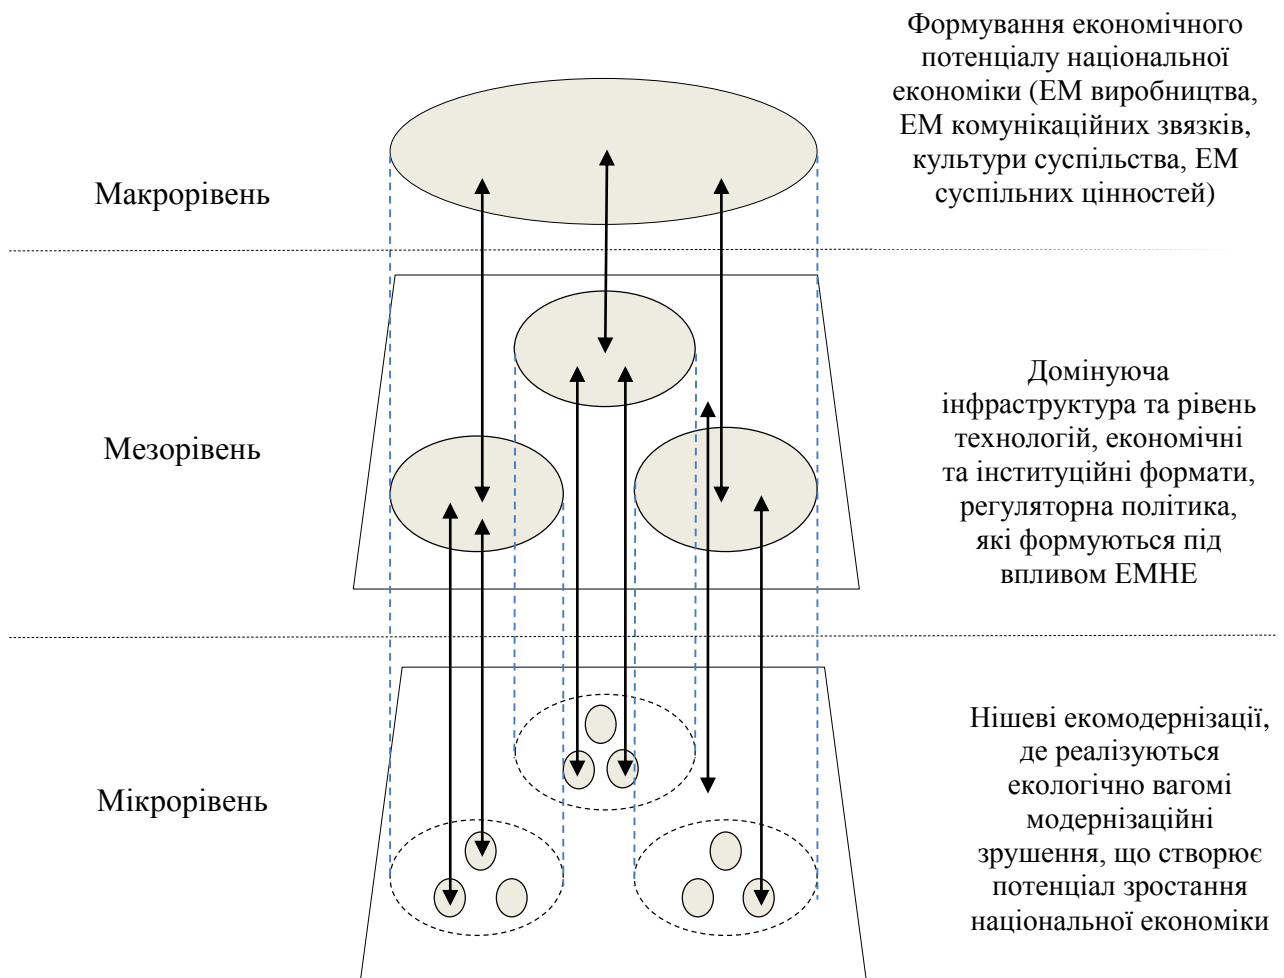 Формування економічного
потенціалу національної
економіки (ЕМ виробництва,
ЕМ комунікаційних звязків,
культури суспільства, ЕМ
суспільних цінностей)
Макрорівень
Домінуюча
інфраструктура та рівень
технологій, економічні
та інституційні формати,
регуляторна політика,
які формуються під
впливом ЕМНЕ
Мезорівень
Нішеві екомодернізації,
де реалізуються
екологічно вагомі
модернізаційні
зрушення, що створює
потенціал зростання
національної економіки
Мікрорівень